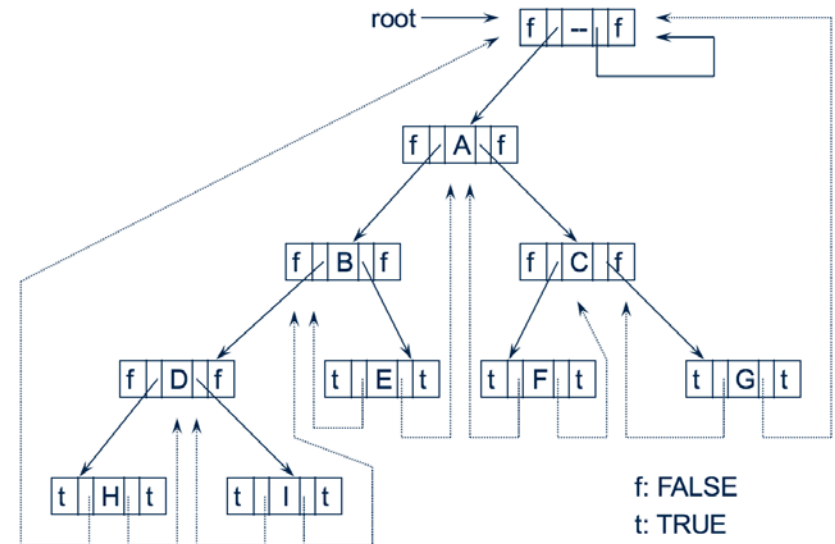 root
f -- f
f A f
f B f
f C f
f D f
t E t
t F t
t G t
t H t
t I t
f: FALSE
t: TRUE